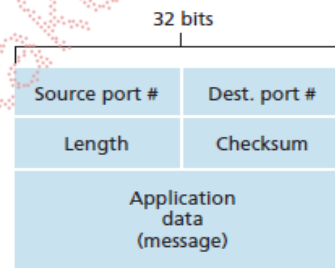 32 bits
Source port #
Dest. port #
Length
Checksum
Application
data
(message)